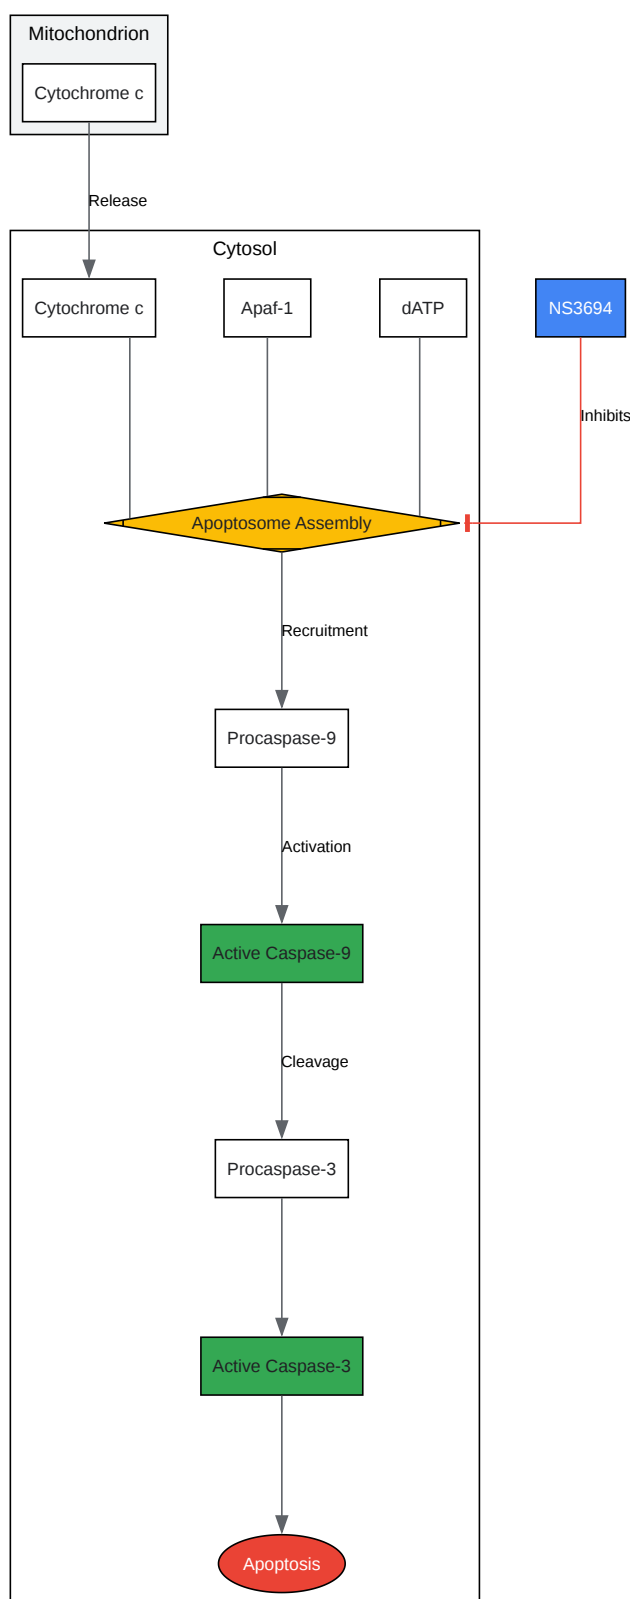 Mitochondrion
Cytochrome c
Release
Cytosol
Cytochrome c
Apaf-1
dATP
NS3694
Inhibits
Apoptosome Assembly
Recruitment
Procaspase-9
Activation
Active Caspase-9
Cleavage
Procaspase-3
Active Caspase-3
Apoptosis